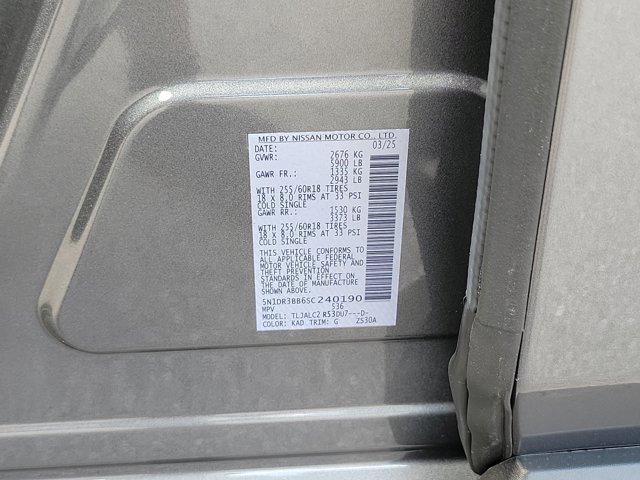 MFD BY NISSAN MOTOR CO., LTD.
DATE: 03/25
GVWR: 2676 KG
5900 LB
GAWR FR.: 1335 KG
2943 LB
WITH 255/60R18 TIRES
18 x 8.0 RIMS AT 33 PSI
COLD SINGLE
GAWR RR.: 1530 KG
3373 LB
WITH 255/60R18 TIRES
18 x 8.0 RIMS AT 33 PSI
COLD SINGLE
THIS VEHICLE CONFORMS TO
ALL APPLICABLE FEDERAL
MOTOR VEHICLE SAFETY AND
THEFT PREVENTION
STANDARDS IN EFFECT ON
THE DATE OF MANUFACTURE
SHOWN ABOVE.
5N1DR3BB6SC240190
MPV 536
MODEL: TLJALC2 R53DU7---D-
COLOR: KAD TRIM: G ZS30A